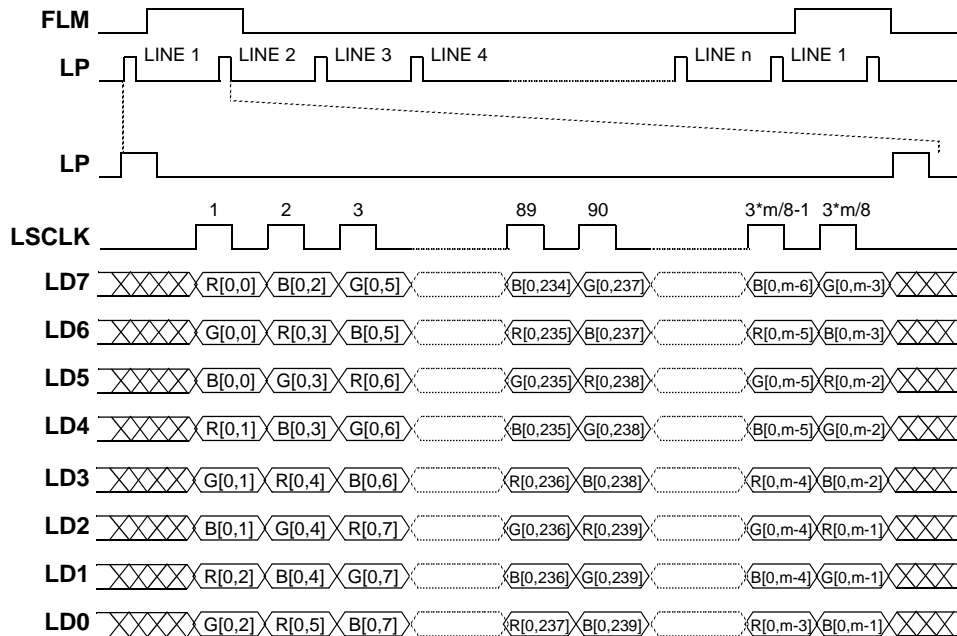 FLM
LP LINE 1 LINE 2 LINE 3 LINE 4 LINE n LINE 1
LP
1 2 3 89 90 3*m/8-1 3*m/8
LSCLK
LD7 R[0,0] B[0,2] G[0,5] B[0,234] G[0,237] B[0,m-6] G[0,m-3]
LD6 G[0,0] R[0,3] B[0,5] R[0,235] B[0,237] R[0,m-5] B[0,m-3]
LD5 B[0,0] G[0,3] R[0,6] G[0,235] R[0,238] G[0,m-5] R[0,m-2]
LD4 R[0,1] B[0,3] G[0,6] B[0,235] G[0,238] B[0,m-5] G[0,m-2]
LD3 G[0,1] R[0,4] B[0,6] R[0,236] B[0,238] R[0,m-4] B[0,m-2]
LD2 B[0,1] G[0,4] R[0,7] G[0,236] R[0,239] G[0,m-4] R[0,m-1]
LD1 R[0,2] B[0,4] G[0,7] B[0,236] G[0,239] B[0,m-4] G[0,m-1]
LD0 G[0,2] R[0,5] B[0,7] R[0,237] B[0,239] R[0,m-3] B[0,m-1]